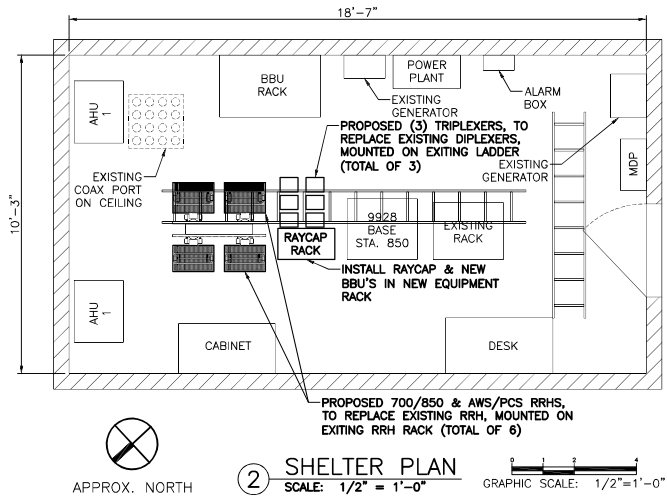 18'-7"
10'-3"
AHU
1
BBU
RACK
POWER
PLANT
EXISTING
GENERATOR
ALARM
BOX
PROPOSED (3) TRIPLEXERS, TO
REPLACE EXISTING DIPLEXERS,
MOUNTED ON EXITING LADDER
(TOTAL OF 3)
EXISTING
GENERATOR
MDP
EXISTING
COAX PORT
ON CEILING
9928
BASE
STA. 850
EXISTING
RACK
RAYCAP
RACK
INSTALL RAYCAP & NEW
BBU'S IN NEW EQUIPMENT
RACK
AHU
1
CABINET
DESK
PROPOSED 700/850 & AWS/PCS RRHS,
TO REPLACE EXISTING RRH, MOUNTED ON
EXITING RRH RACK (TOTAL OF 6)
APPROX. NORTH
2
SHELTER PLAN
SCALE: 1/2" = 1'-0"
0 1 2 4
GRAPHIC SCALE: 1/2"=1'-0"